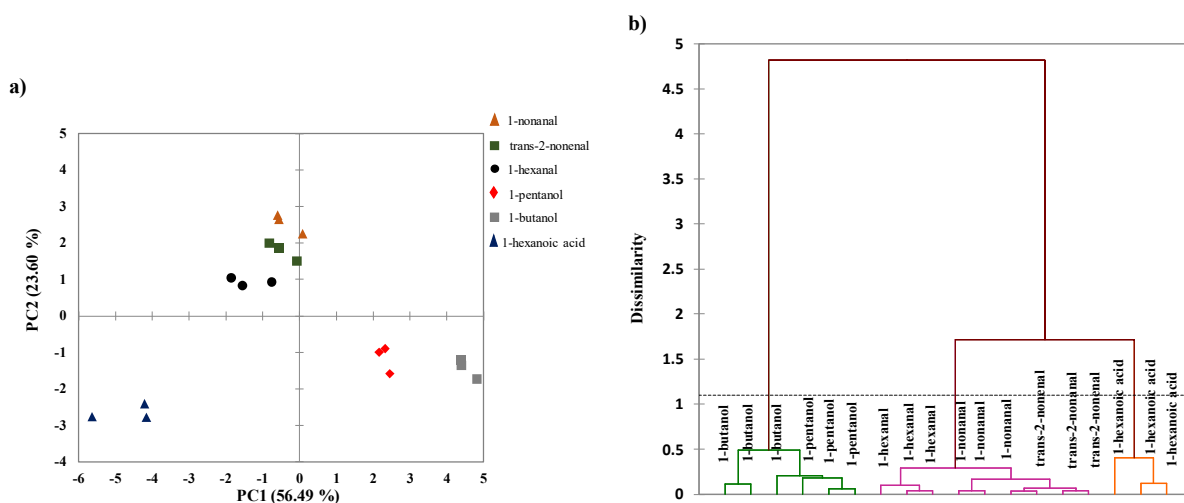 a)
PC2 (23.60 %)
5
4
3
2
1
0
-1
-2
-3
-4
-6
-5
-4
-3
-2
-1
0
1
2
3
4
5
PC1 (56.49 %)
1-nonanal
trans-2-nonenal
1-hexanal
1-pentanol
1-butanol
1-hexanoic acid
b)
Dissimilarity
5
4.5
4
3.5
3
2.5
2
1.5
1
0.5
0
1-butanol
1-butanol
1-butanol
1-pentanol
1-pentanol
1-pentanol
1-hexanal
1-hexanal
1-hexanal
1-nonanal
1-nonanal
1-nonanal
trans-2-nonenal
trans-2-nonanal
trans-2-nonenal
1-hexanoic acid
1-hexanoic acid
1-hexanoic acid